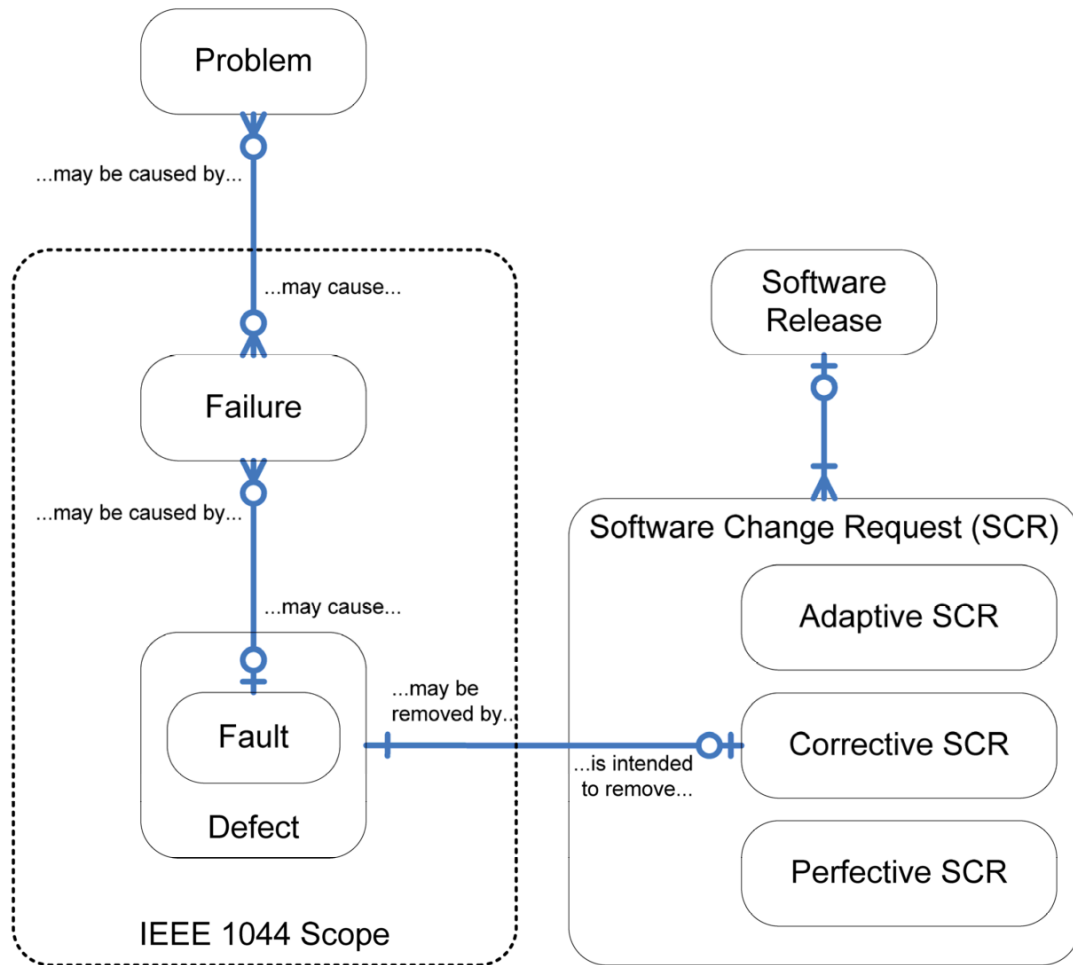 Problem
...may be caused by...
...may cause...
Failure
...may be caused by...
...may cause...
Fault
Defect
IEEE 1044 Scope
...may be
removed by...
...is intended
to remove...
Software
Release
Software Change Request (SCR)
Adaptive SCR
Corrective SCR
Perfective SCR